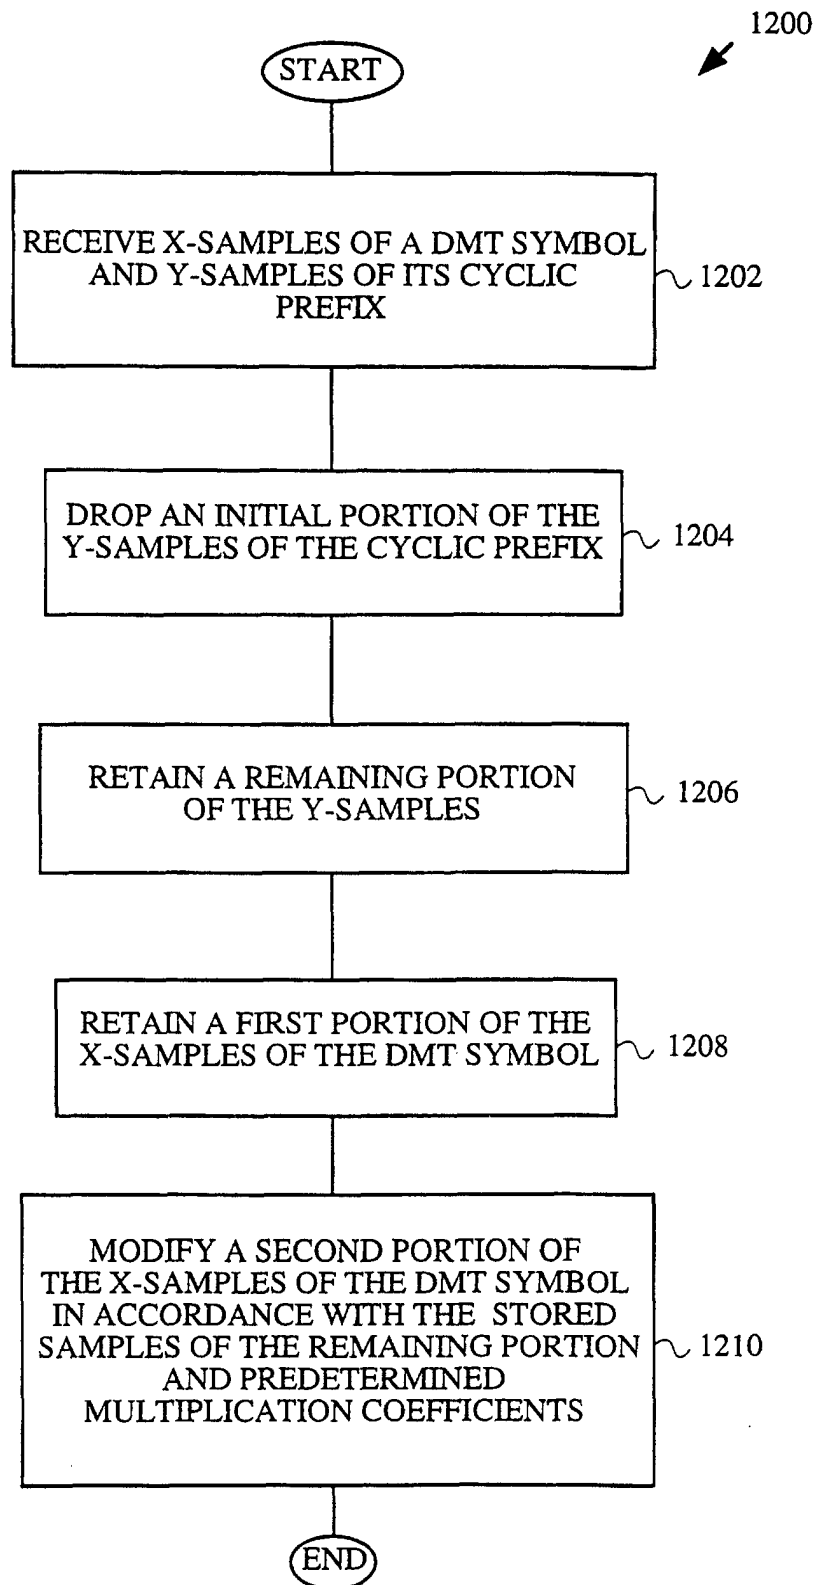 1200
START
RECEIVE X-SAMPLES OF A DMT SYMBOL
AND Y-SAMPLES OF ITS CYCLIC
PREFIX
1202
DROP AN INITIAL PORTION OF THE
Y-SAMPLES OF THE CYCLIC PREFIX
1204
RETAIN A REMAINING PORTION
OF THE Y-SAMPLES
1206
RETAIN A FIRST PORTION OF THE
X-SAMPLES OF THE DMT SYMBOL
1208
MODIFY A SECOND PORTION OF
THE X-SAMPLES OF THE DMT SYMBOL
IN ACCORDANCE WITH THE STORED
SAMPLES OF THE REMAINING PORTION
AND PREDETERMINED
MULTIPLICATION COEFFICIENTS
1210
END